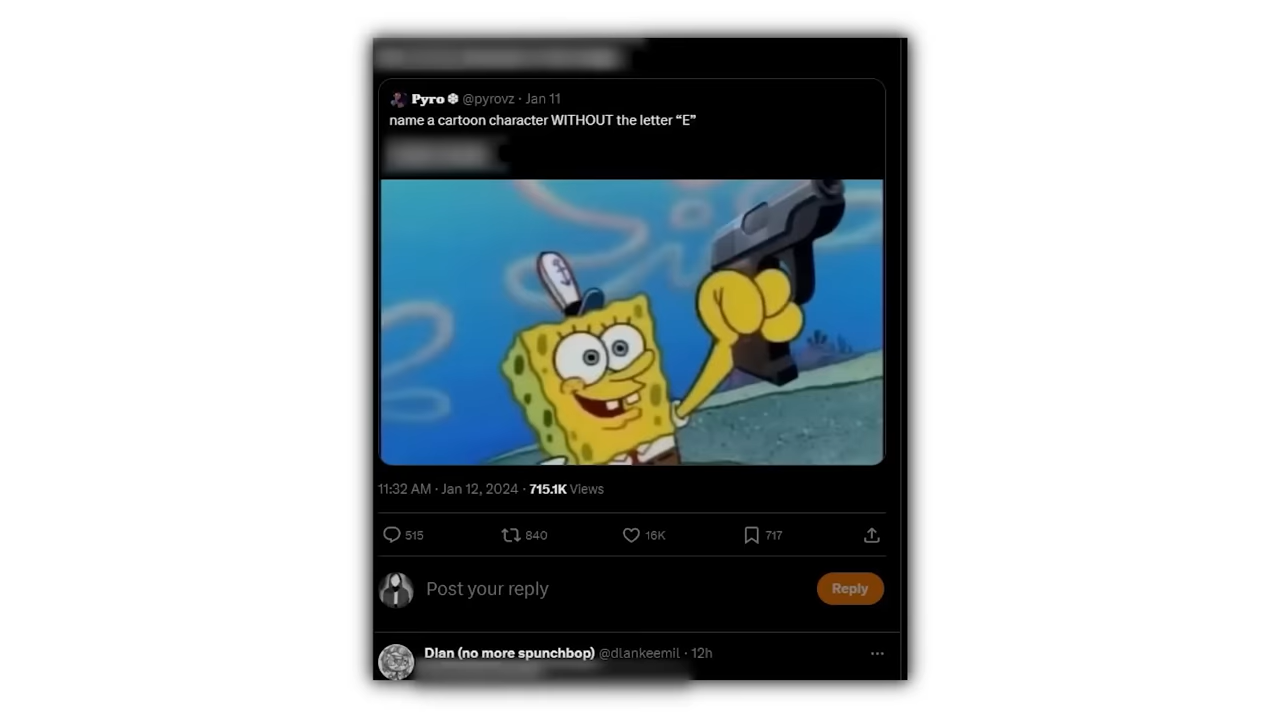 Pyro @pyrovz · Jan 11
name a cartoon character WITHOUT the letter “E”
11:32 AM · Jan 12, 2024 · 715.1K Views
515 840 16K 717
Post your reply Reply
Dlan (no more spunchbop) @dlankeemil · 12h